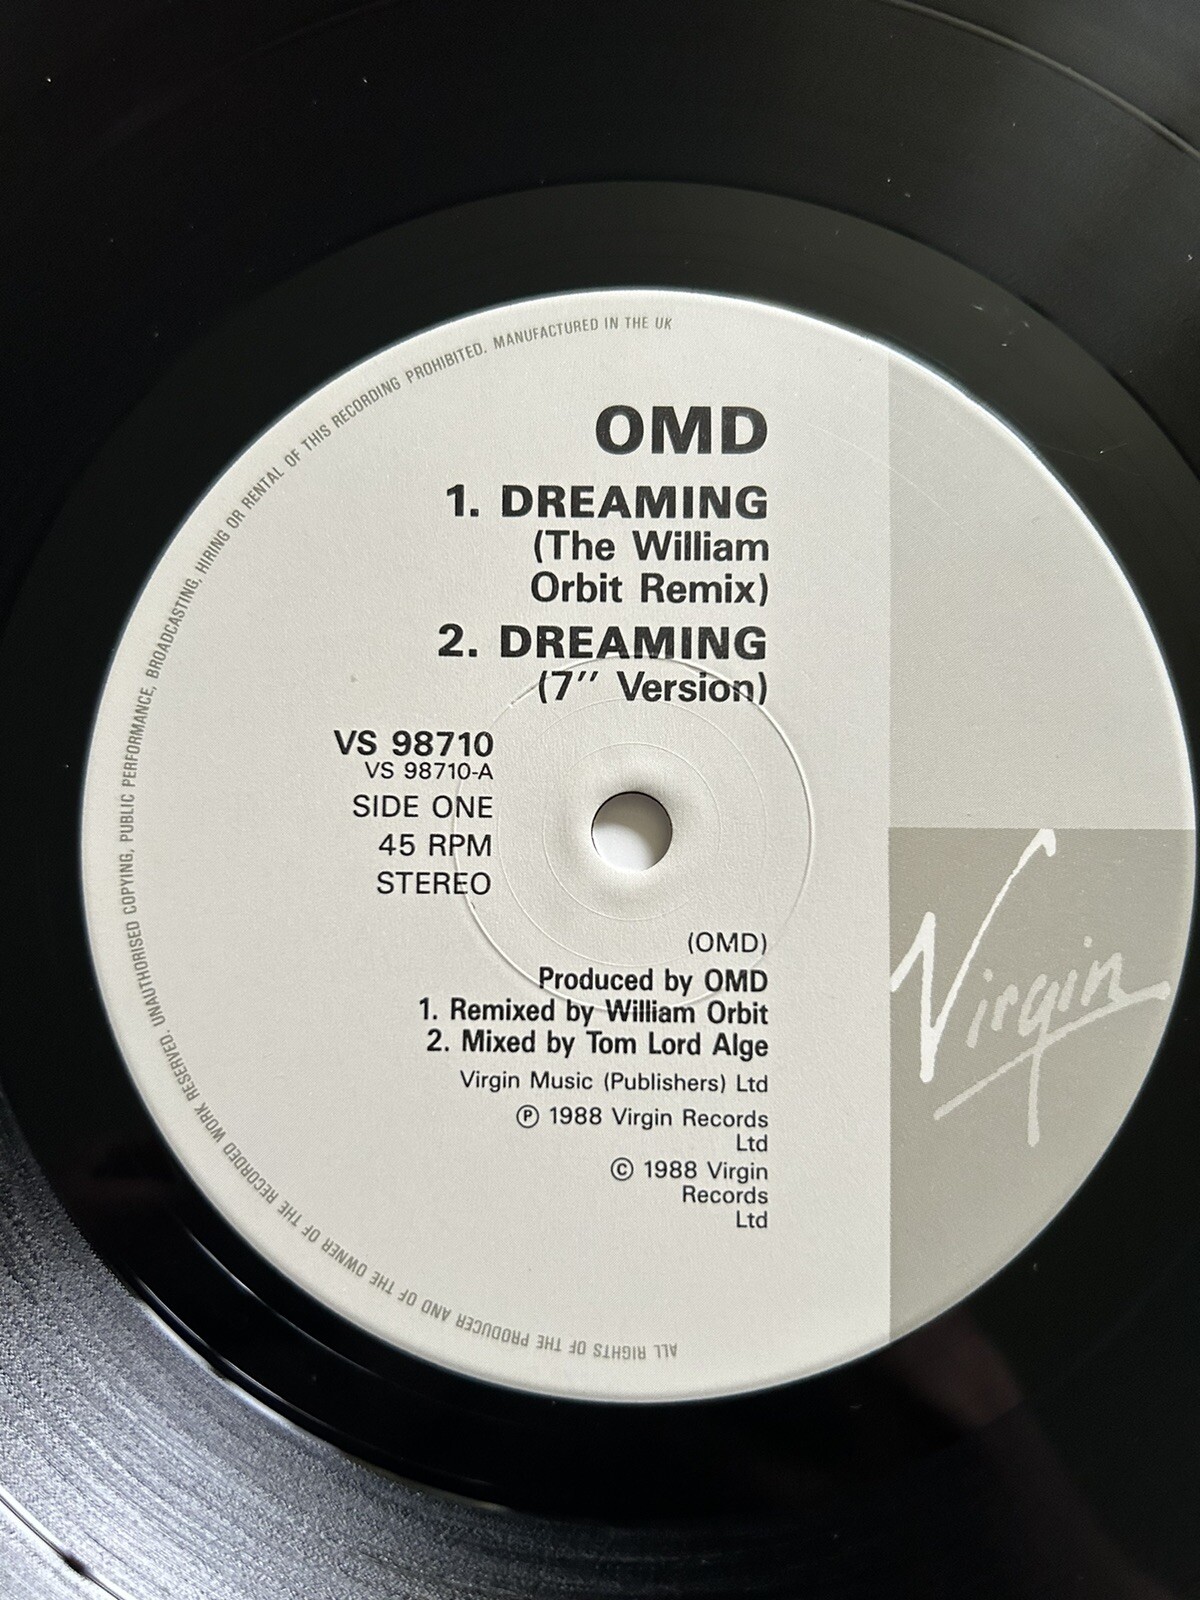 ALL RIGHTS OF THE PRODUCER AND OF THE OWNER OF THE RECORDED WORK RESERVED. UNAUTHORISED COPYING, PUBLIC PERFORMANCE, BROADCASTING, HIRING OR RENTAL OF THIS RECORDING PROHIBITED. MANUFACTURED IN THE UK
OMD
1. DREAMING
(The William
Orbit Remix)
2. DREAMING
(7″ Version)
VS 98710
VS 98710-A
SIDE ONE
45 RPM
STEREO
(OMD)
Produced by OMD
1. Remixed by William Orbit
2. Mixed by Tom Lord Alge
Virgin Music (Publishers) Ltd
℗ 1988 Virgin Records
Ltd
© 1988 Virgin
Records
Ltd
Virgin